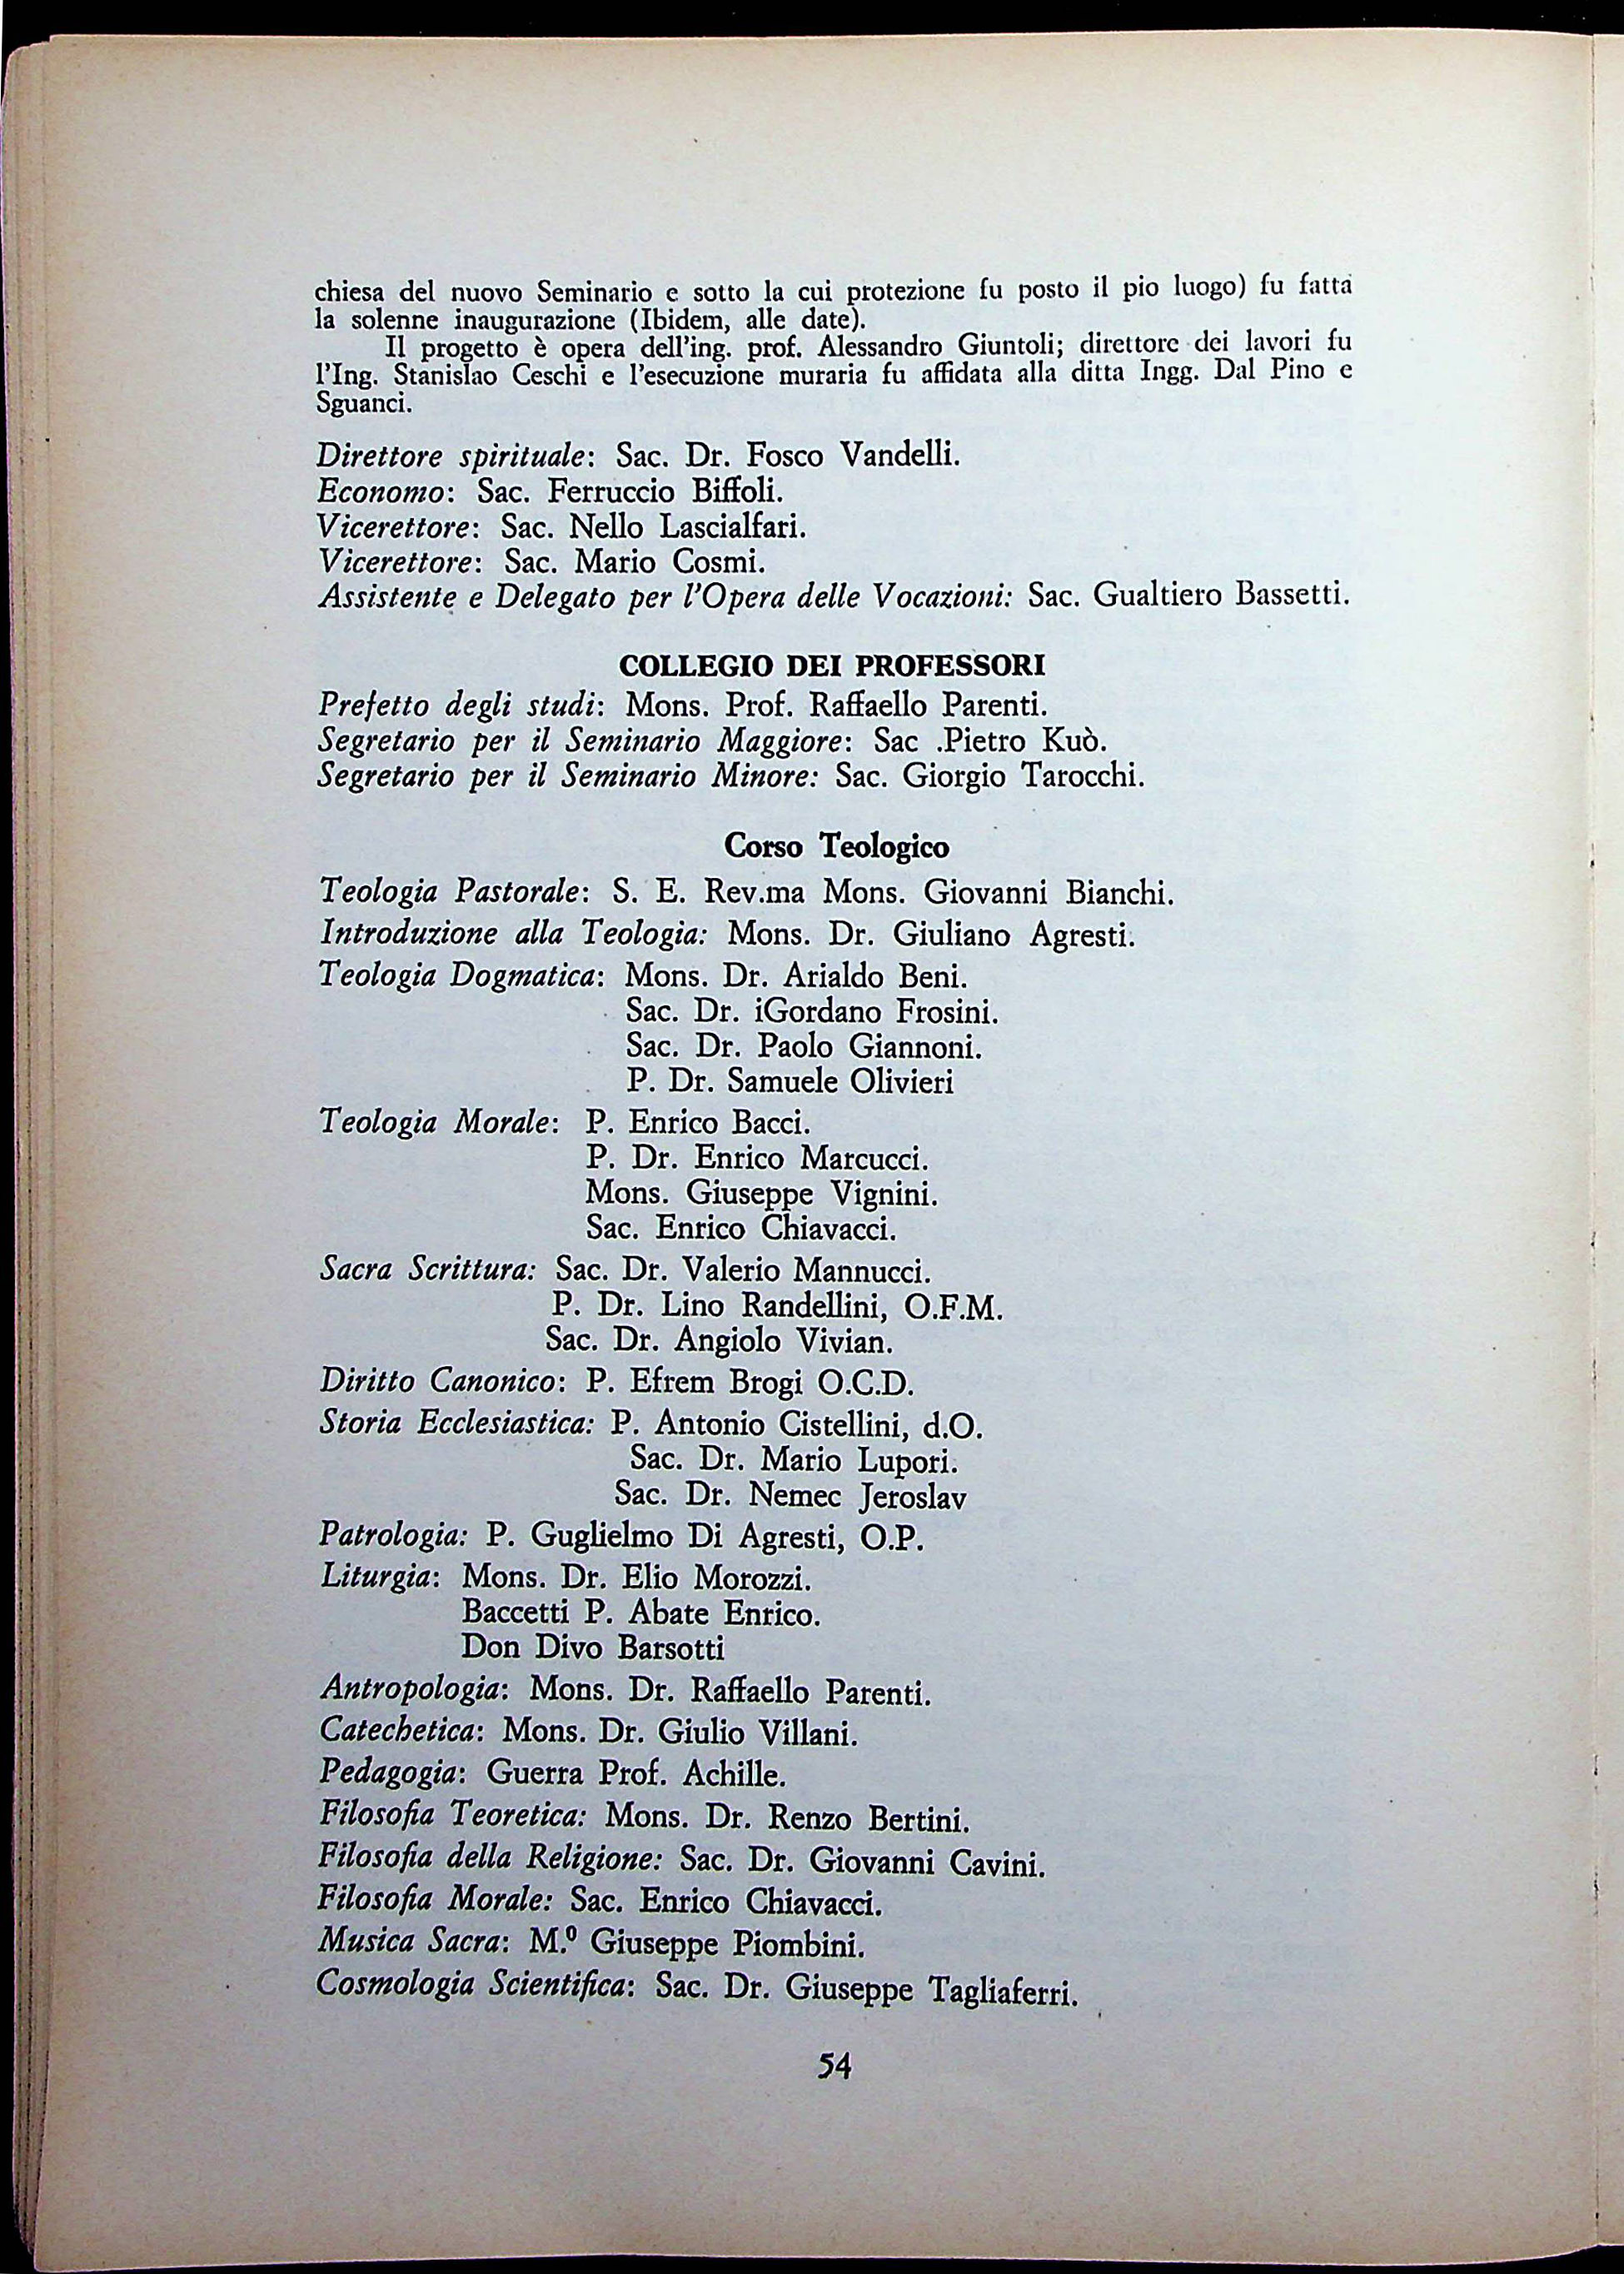 chiesa del nuovo Seminario e sotto la cui protezione fu posto il pio luogo) fu fatta
la solenne inaugurazione (Ibidem, alle date).
Il progetto è opera dell'ing. prof. Alessandro Giuntoli; direttore dei lavori fu
l'Ing. Stanislao Ceschi e l'esecuzione muraria fu affidata alla ditta Ingg. Dal Pino e
Sguanci.
Direttore spirituale: Sac. Dr. Fosco Vandelli.
Economo: Sac. Ferruccio Biffoli.
Vicerettore: Sac. Nello Lascialfari.
Vicerettore: Sac. Mario Cosmi.
Assistente e Delegato per l'Opera delle Vocazioni: Sac. Gualtiero Bassetti.
COLLEGIO DEI PROFESSORI
Prefetto degli studi: Mons. Prof. Raffaello Parenti.
Segretario per il Seminario Maggiore: Sac .Pietro Kuò.
Segretario per il Seminario Minore: Sac. Giorgio Tarocchi.
Corso Teologico
Teologia Pastorale: S. E. Rev.ma Mons. Giovanni Bianchi.
Introduzione alla Teologia: Mons. Dr. Giuliano Agresti.
Teologia Dogmatica: Mons. Dr. Arialdo Beni.
Sac. Dr. iGordano Frosini.
Sac. Dr. Paolo Giannoni.
P. Dr. Samuele Olivieri
Teologia Morale: P. Enrico Bacci.
P. Dr. Enrico Marcucci.
Mons. Giuseppe Vignini.
Sac. Enrico Chiavacci.
Sacra Scrittura: Sac. Dr. Valerio Mannucci.
P. Dr. Lino Randellini, O.F.M.
Sac. Dr. Angiolo Vivian.
Diritto Canonico: P. Efrem Brogi O.C.D.
Storia Ecclesiastica: P. Antonio Cistellini, d.O.
Sac. Dr. Mario Lupori.
Sac. Dr. Nemec Jeroslav
Patrologia: P. Guglielmo Di Agresti, O.P.
Liturgia: Mons. Dr. Elio Morozzi.
Baccetti P. Abate Enrico.
Don Divo Barsotti
Antropologia: Mons. Dr. Raffaello Parenti.
Catechetica: Mons. Dr. Giulio Villani.
Pedagogia: Guerra Prof. Achille.
Filosofia Teoretica: Mons. Dr. Renzo Bertini.
Filosofia della Religione: Sac. Dr. Giovanni Cavini.
Filosofia Morale: Sac. Enrico Chiavacci.
Musica Sacra: M.º Giuseppe Piombini.
Cosmologia Scientifica: Sac. Dr. Giuseppe Tagliaferri.
54